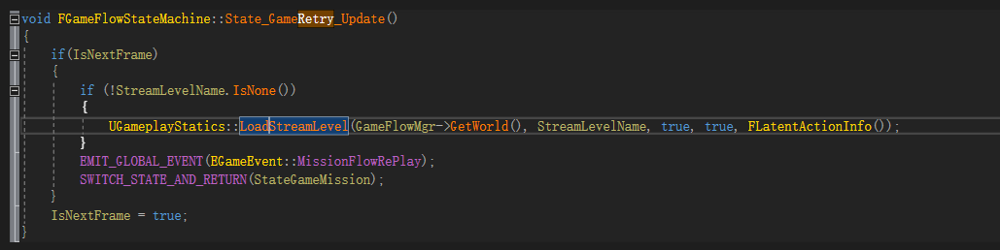 void FGameFlowStateMachine::State_GameRetry_Update()
{
if(IsNextFrame)
{
if (!StreamLevelName.IsNone())
{
UGameplayStatics::LoadStreamLevel(GameFlowMgr->GetWorld(), StreamLevelName, true, true, FLatentActionInfo());
}
EMIT_GLOBAL_EVENT(EGameEvent::MissionFlowRePlay);
SWITCH_STATE_AND_RETURN(StateGameMission);
}
IsNextFrame = true;
}